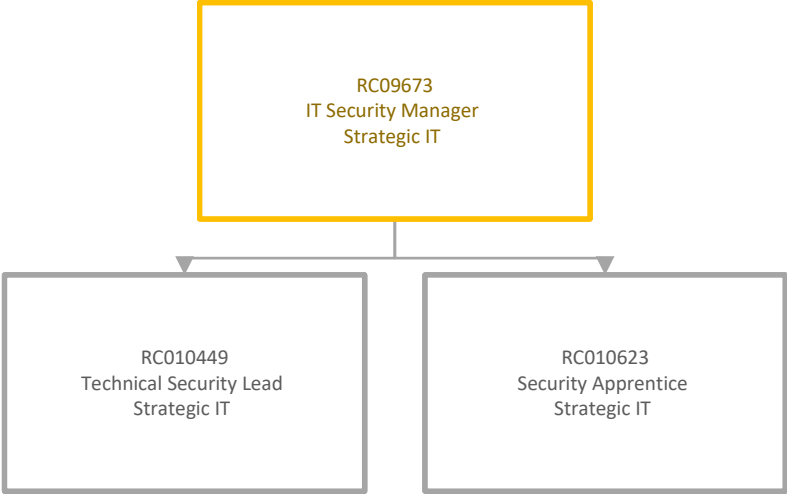 RC09673
IT Security Manager
Strategic IT
RC010449
Technical Security Lead
Strategic IT
RC010623
Security Apprentice
Strategic IT